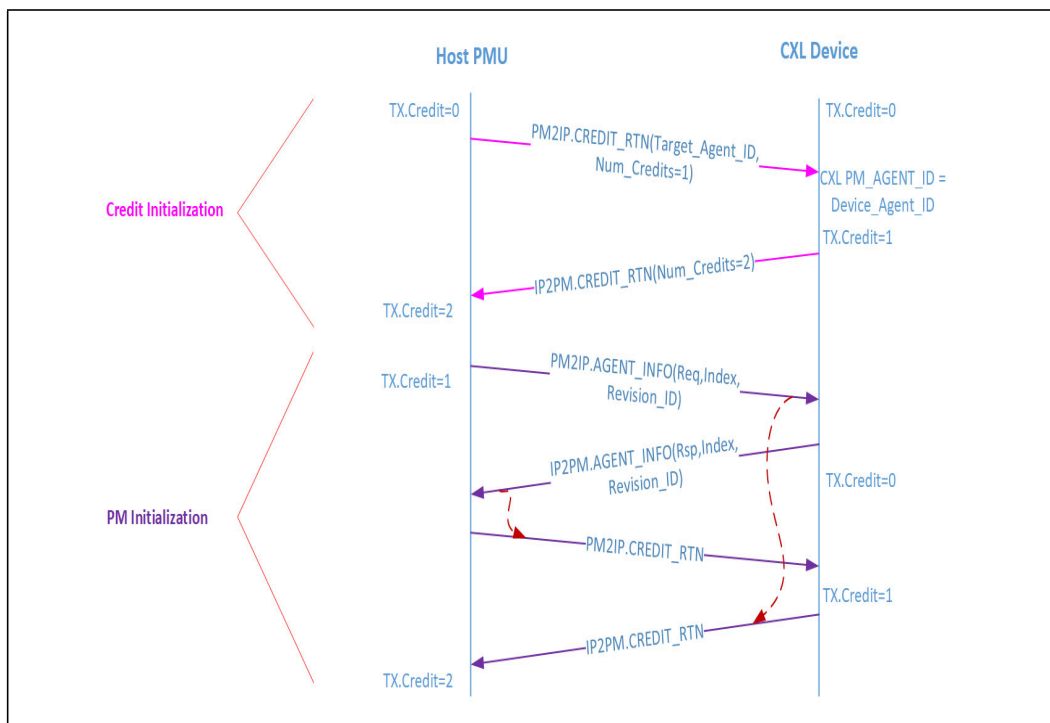 Host PMU
CXL Device
TX.Credit=0
TX.Credit=0
PM2IP.CREDIT_RTN(Target_Agent_ID,
Num_Credits=1)
CXL PM_AGENT_ID =
Device_Agent_ID
Credit Initialization
TX.Credit=1
IP2PM.CREDIT_RTN(Num_Credits=2)
TX.Credit=2
PM2IP.AGENT_INFO(Req,Index,
Revision_ID)
TX.Credit=1
IP2PM.AGENT_INFO(Rsp,Index,
Revision_ID)
TX.Credit=0
PM Initialization
PM2IP.CREDIT_RTN
TX.Credit=1
IP2PM.CREDIT_RTN
TX.Credit=2